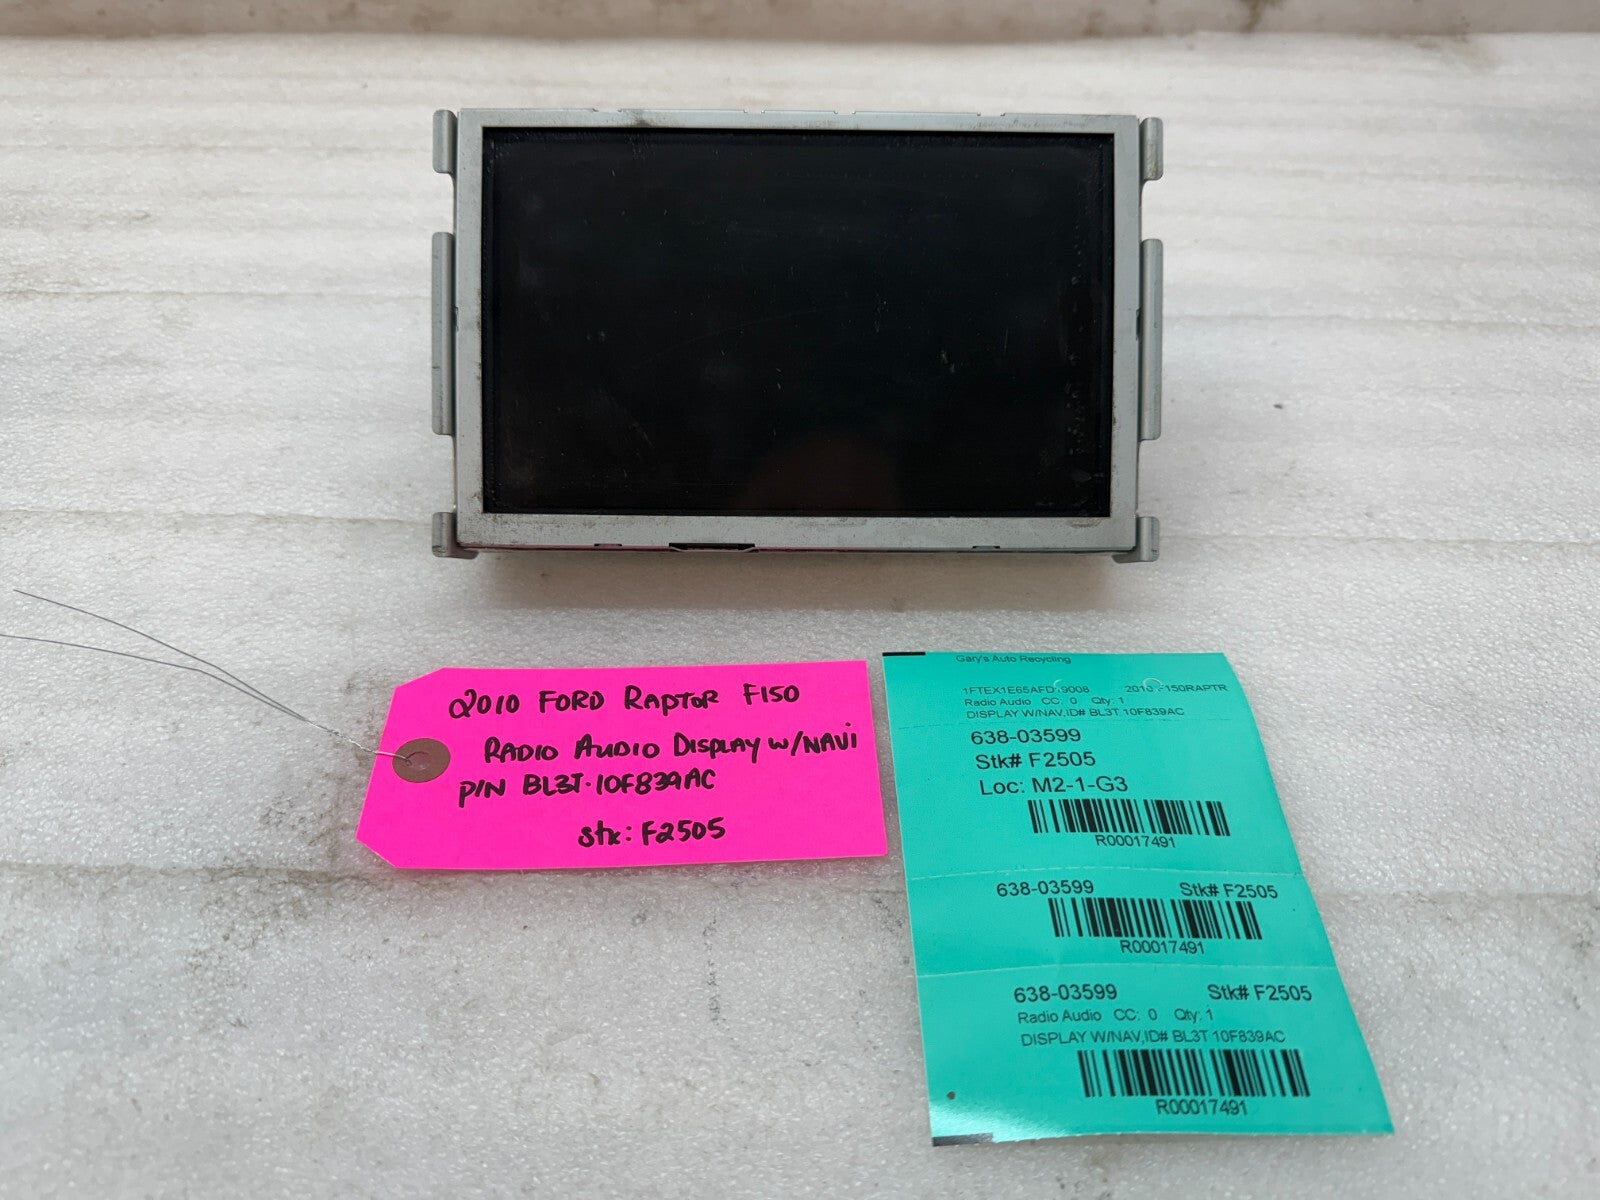 2010 FORD RAPTOR F150
RADIO AUDIO DISPLAY W/NAVI
P/N BL3T-10F839AC
Stk: F2505
Gary's Auto Recycling
2010 F150RAPTR
Radio Audio CC: 0 Qty: 1
DISPLAY W/NAV,ID# BL3T 10F839AC
638-03599
Stk# F2505
Loc: M2-1-G3
R00017491
638-03599 Stk# F2505
R00017491
638-03599 Stk# F2505
Radio Audio CC: 0 Qty: 1
DISPLAY W/NAV,ID# BL3T 10F839AC
R00017491